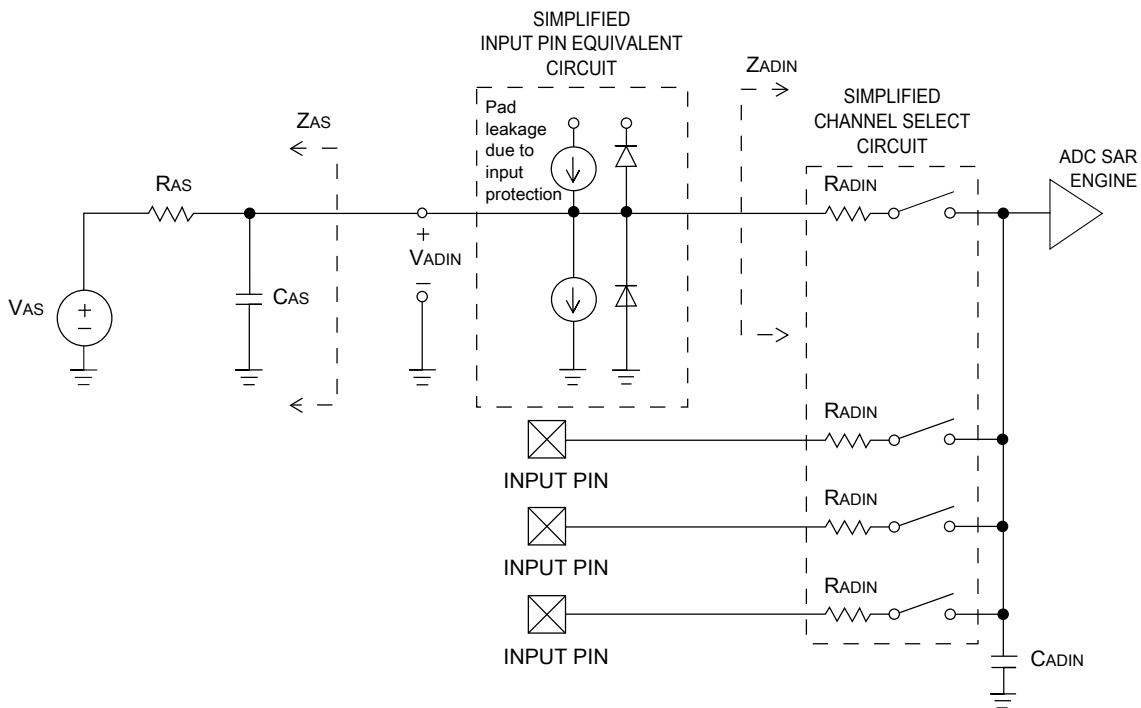 SIMPLIFIED
INPUT PIN EQUIVALENT
CIRCUIT
Pad
leakage
due to
input
protection
ZAS
RAS
VAS
+
−
CAS
+
VADIN
−
ZADIN
SIMPLIFIED
CHANNEL SELECT
CIRCUIT
RADIN
ADC SAR
ENGINE
RADIN
INPUT PIN
RADIN
INPUT PIN
RADIN
INPUT PIN
CADIN